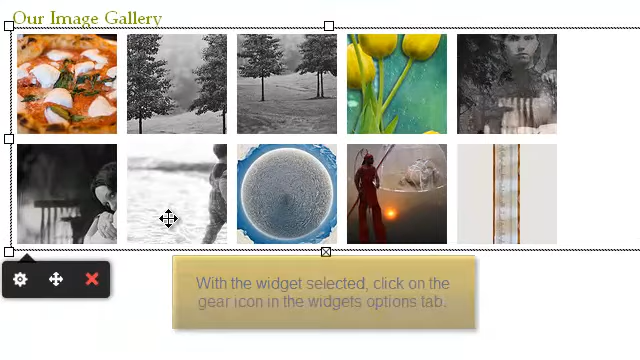 Our Image Gallery
With the widget selected, click on the
gear icon in the widgets options tab.